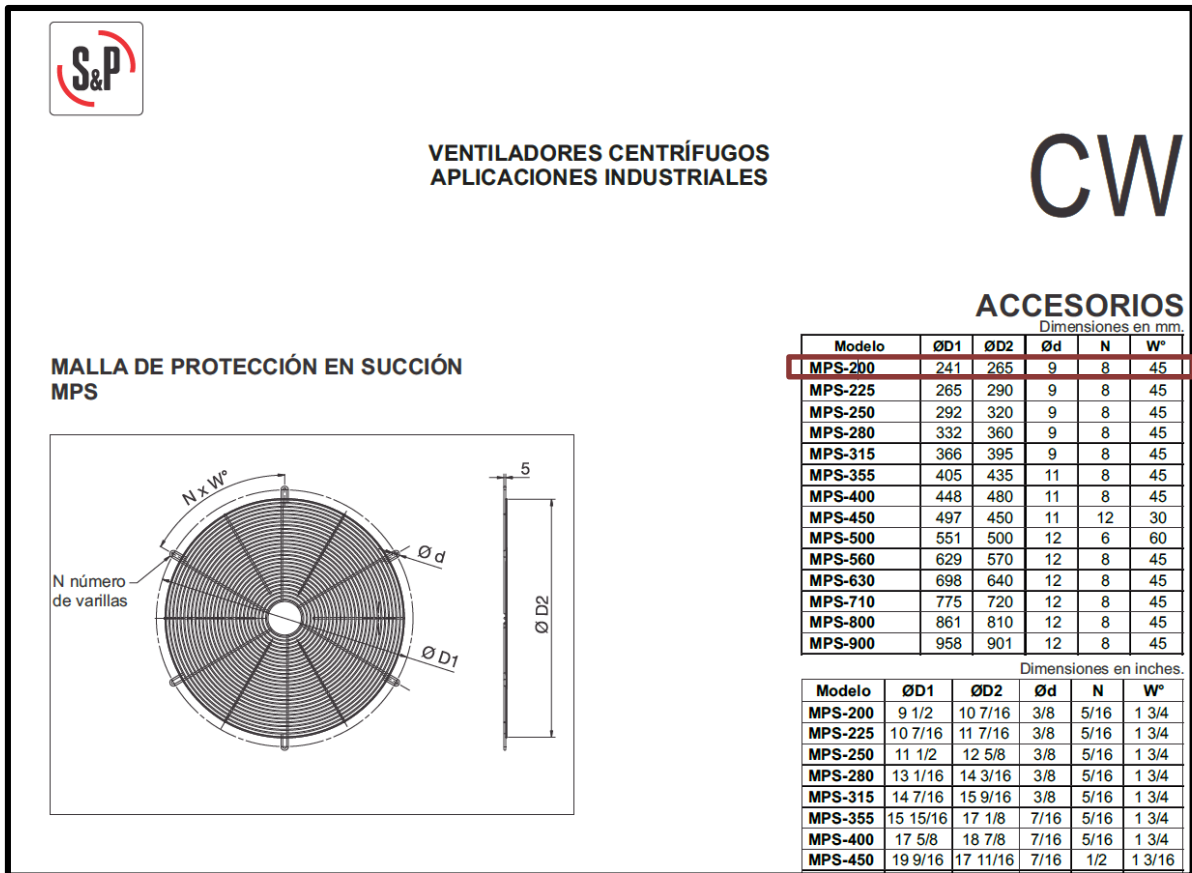 S&P
VENTILADORES CENTRÍFUGOS
APLICACIONES INDUSTRIALES
CW
ACCESORIOS
Dimensiones en mm.
MALLA DE PROTECCIÓN EN SUCCIÓN
MPS
N x W°
5
Ø d
N número
de varillas
Ø D2
Ø D1
Modelo ØD1 ØD2 Ød N W°
MPS-200 241 265 9 8 45
MPS-225 265 290 9 8 45
MPS-250 292 320 9 8 45
MPS-280 332 360 9 8 45
MPS-315 366 395 9 8 45
MPS-355 405 435 11 8 45
MPS-400 448 480 11 8 45
MPS-450 497 450 11 12 30
MPS-500 551 500 12 6 60
MPS-560 629 570 12 8 45
MPS-630 698 640 12 8 45
MPS-710 775 720 12 8 45
MPS-800 861 810 12 8 45
MPS-900 958 901 12 8 45
Dimensiones en inches.
Modelo ØD1 ØD2 Ød N W°
MPS-200 9 1/2 10 7/16 3/8 5/16 1 3/4
MPS-225 10 7/16 11 7/16 3/8 5/16 1 3/4
MPS-250 11 1/2 12 5/8 3/8 5/16 1 3/4
MPS-280 13 1/16 14 3/16 3/8 5/16 1 3/4
MPS-315 14 7/16 15 9/16 3/8 5/16 1 3/4
MPS-355 15 15/16 17 1/8 7/16 5/16 1 3/4
MPS-400 17 5/8 18 7/8 7/16 5/16 1 3/4
MPS-450 19 9/16 17 11/16 7/16 1/2 1 3/16